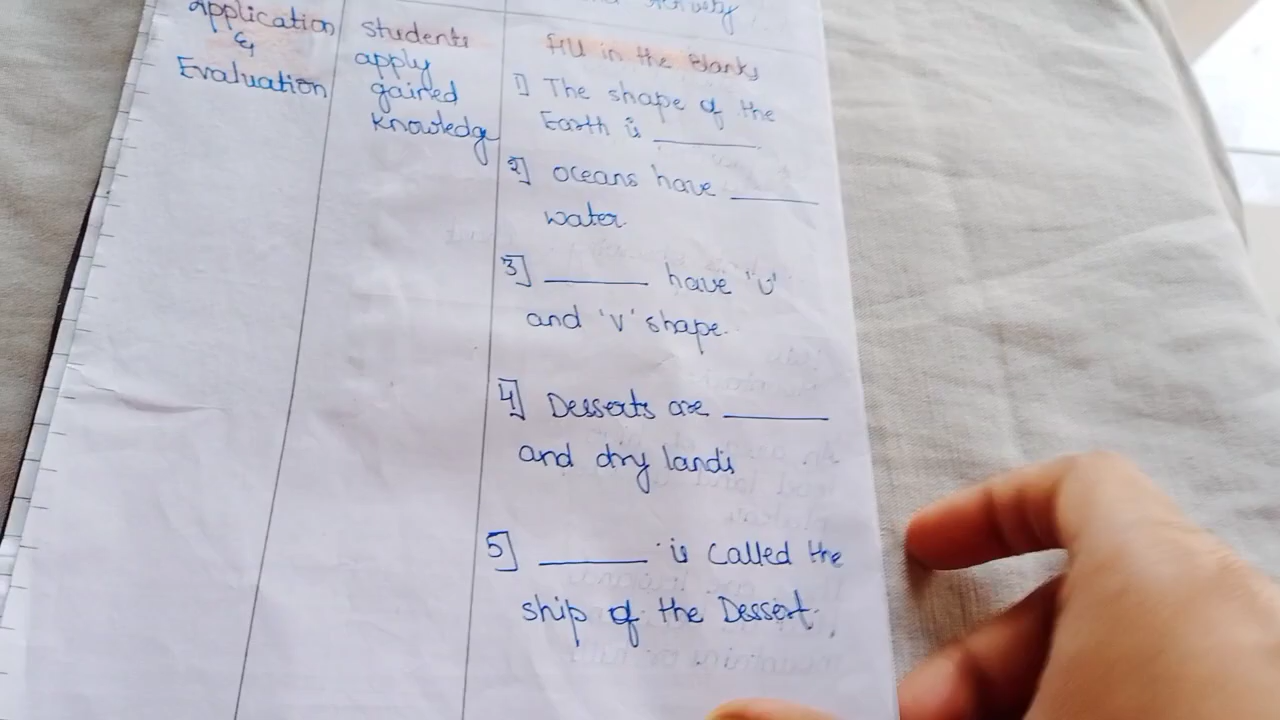 Application
&
Evaluation
students
apply
gained
knowledge
fill in the Blanks
1] The shape of the
Earth is ______
2] oceans have ______
water.
3] ______ have 'U'
and 'V' shape.
4] Desserts are ______
and dry lands
5] ______ is called the
ship of the Dessert.